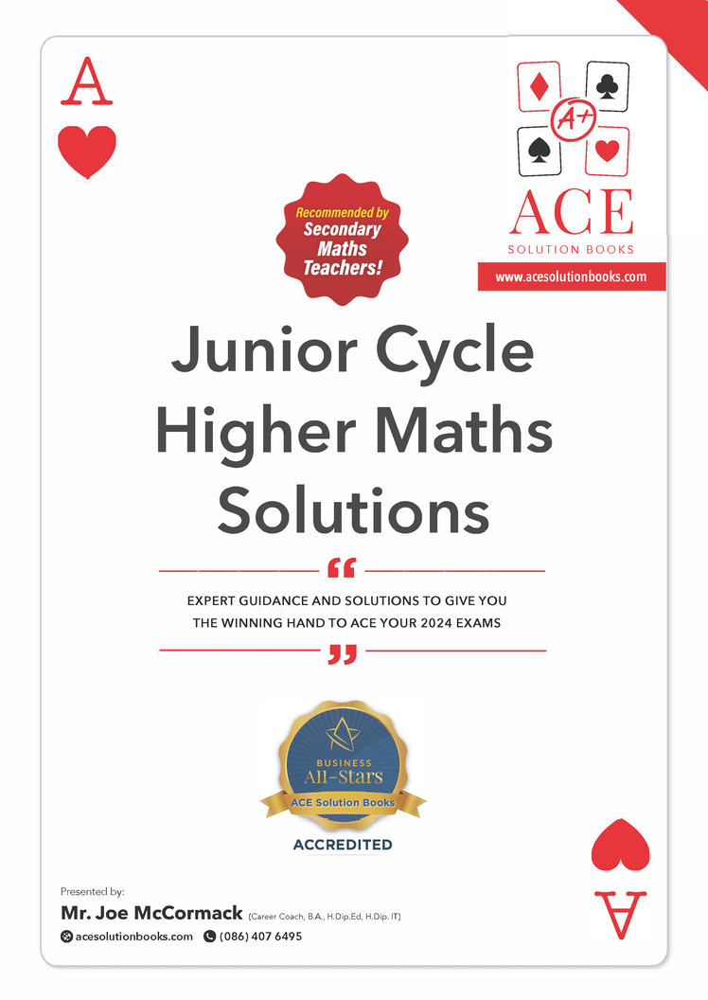 A
A+
ACE
SOLUTION BOOKS
www.acesolutionbooks.com
Recommended by
Secondary
Maths
Teachers!
Junior Cycle
Higher Maths
Solutions
“
EXPERT GUIDANCE AND SOLUTIONS TO GIVE YOU
THE WINNING HAND TO ACE YOUR 2024 EXAMS
”
BUSINESS
All-Stars
ACE Solution Books
ACCREDITED
Presented by:
Mr. Joe McCormack (Career Coach, B.A., H.Dip.Ed, H.Dip. IT)
acesolutionbooks.com (086) 407 6495
A